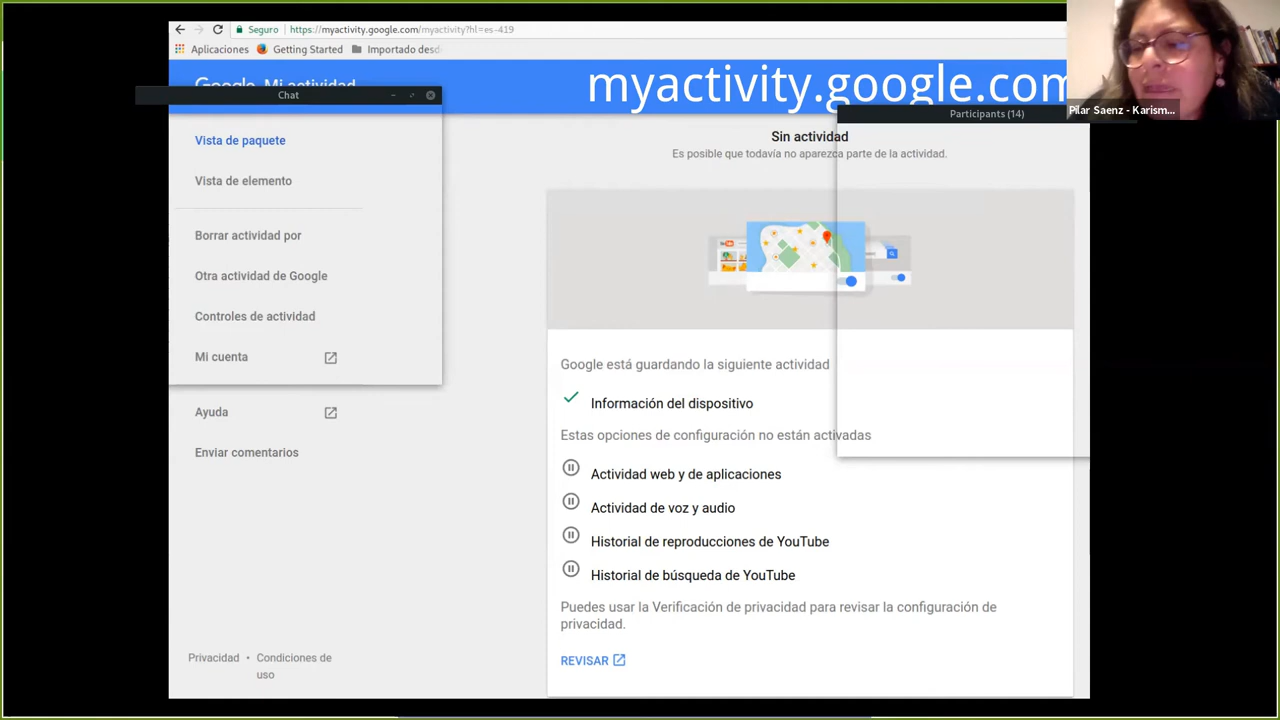 Seguro https://myactivity.google.com/myactivity?hl=es-419
Aplicaciones Getting Started Importado desd
Google Mi actividad
myactivity.google.com
Pilar Saenz - Karism...
Chat
Participants (14)
Vista de paquete
Vista de elemento
Borrar actividad por
Otra actividad de Google
Controles de actividad
Mi cuenta
Ayuda
Enviar comentarios
Privacidad • Condiciones de
uso
Sin actividad
Es posible que todavía no aparezca parte de la actividad.
Google está guardando la siguiente actividad
Información del dispositivo
Estas opciones de configuración no están activadas
Actividad web y de aplicaciones
Actividad de voz y audio
Historial de reproducciones de YouTube
Historial de búsqueda de YouTube
Puedes usar la Verificación de privacidad para revisar la configuración de
privacidad.
REVISAR